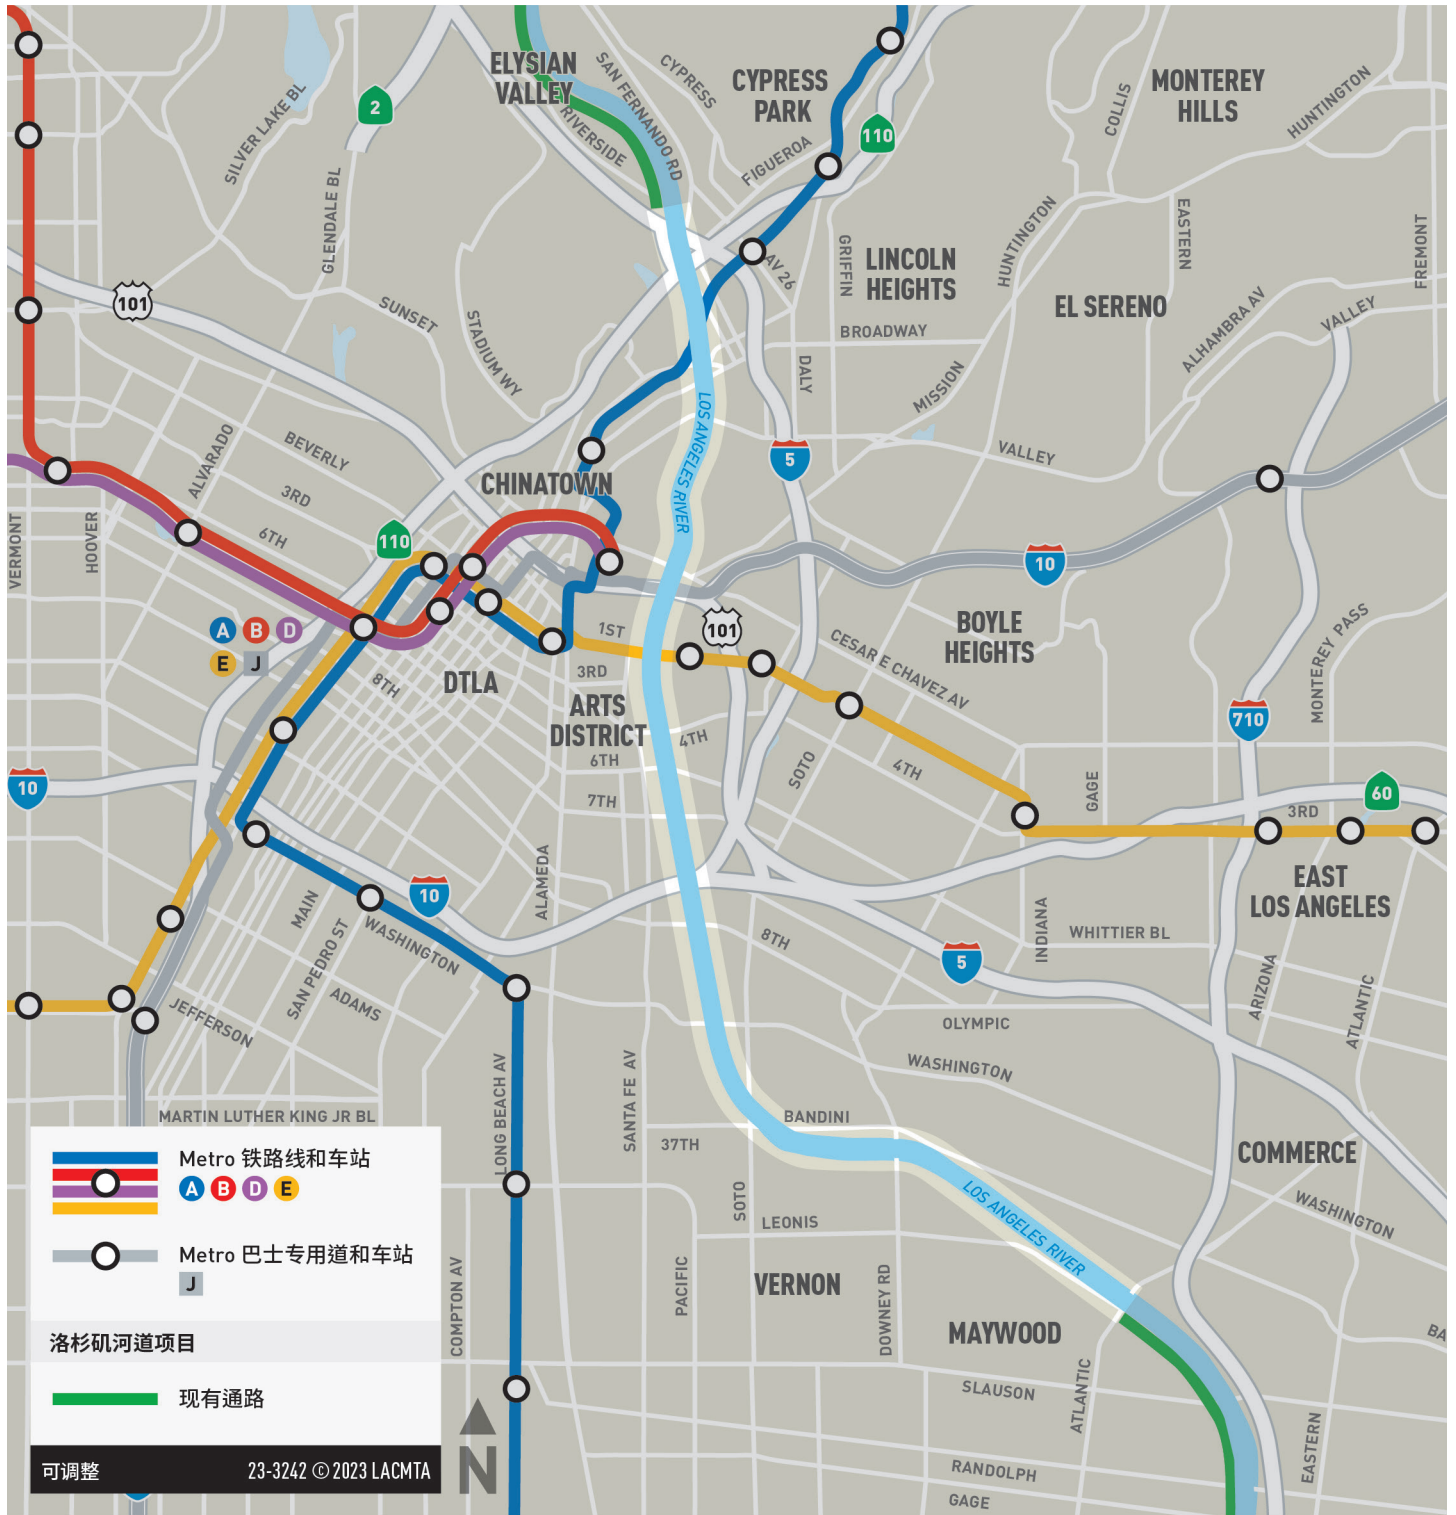 ELYSIAN
VALLEY
SAN FERNANDO RD
CYPRESS
CYPRESS
PARK
MONTEREY
HILLS
COLLIS
HUNTINGTON
2
SILVER LAKE BL
RIVERSIDE
FIGUEROA
110
GLENDALE BL
HUNTINGTON
EASTERN
FREMONT
GRIFFIN
LINCOLN
HEIGHTS
AV 26
101
SUNSET
STADIUM WY
EL SERENO
BROADWAY
ALHAMBRA AV
VALLEY
DALY
MISSION
LOS ANGELES RIVER
ALVARADO
BEVERLY
5
VALLEY
3RD
CHINATOWN
6TH
110
VERMONT
HOOVER
10
A B D
E J
1ST
101
CESAR E CHAVEZ AV
BOYLE
HEIGHTS
MONTEREY PASS
3RD
8TH
DTLA
ARTS
DISTRICT
4TH
710
6TH
SOTO
4TH
10
7TH
GAGE
60
3RD
ALAMEDA
EAST
LOS ANGELES
10
MAIN
SAN PEDRO ST
WASHINGTON
8TH
INDIANA
WHITTIER BL
5
ARIZONA
ATLANTIC
JEFFERSON
ADAMS
OLYMPIC
WASHINGTON
LONG BEACH AV
SANTA FE AV
MARTIN LUTHER KING JR BL
BANDINI
37TH
COMMERCE
WASHINGTON
SOTO
LEONIS
LOS ANGELES RIVER
COMPTON AV
PACIFIC
VERNON
DOWNEY RD
MAYWOOD
BA
ATLANTIC
SLAUSON
EASTERN
RANDOLPH
GAGE
Metro 铁路线和车站
A B D E
Metro 巴士专用道和车站
J
洛杉矶河道项目
现有通路
可调整
23-3242 © 2023 LACMTA
N